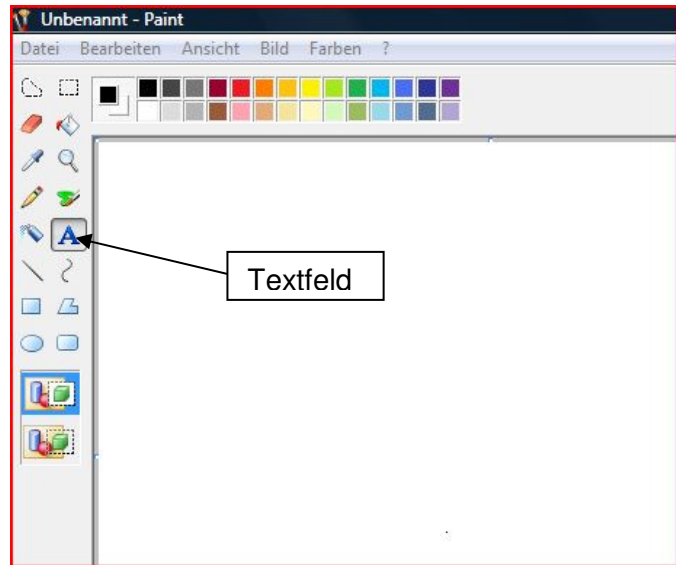 Unbenannt - Paint
Datei Bearbeiten Ansicht Bild Farben ?
A
Textfeld